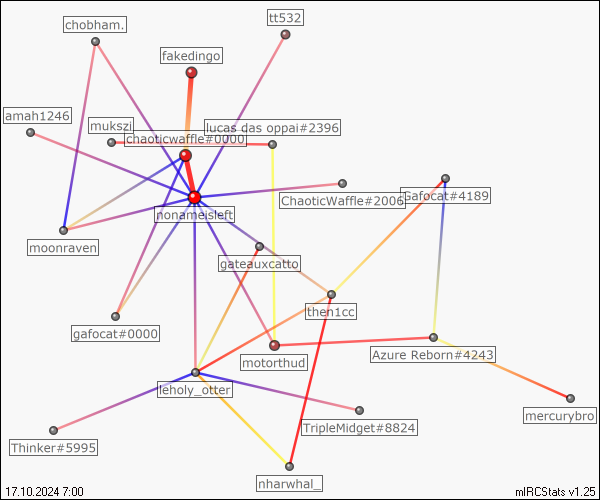 chobham.
tt532
fakedingo
amah1246
mukszi
lucas das oppai#2396
chaoticwaffle#0000
ChaoticWaffle#2006
Gafocat#4189
nonameisleft
moonraven
gateauxcatto
then1cc
gafocat#0000
motorthud
Azure Reborn#4243
leholy_otter
mercurybro
TripleMidget#8824
Thinker#5995
nharwhal_
17.10.2024 7:00
mIRCStats v1.25